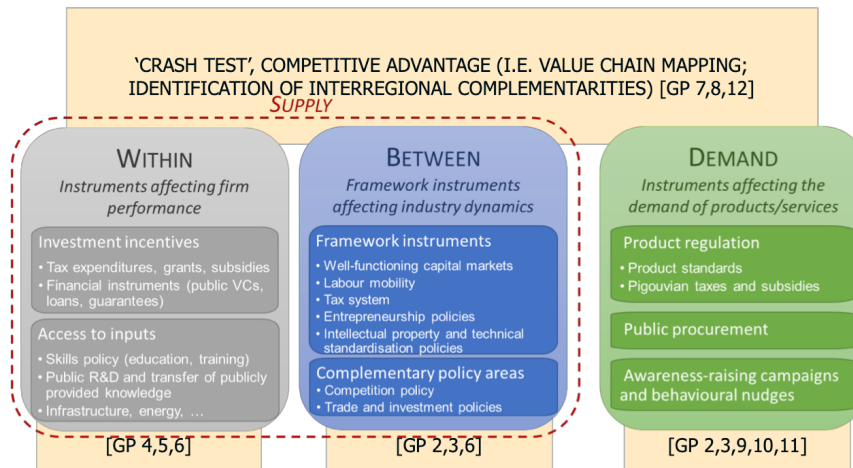 ‘CRASH TEST’, COMPETITIVE ADVANTAGE (I.E. VALUE CHAIN MAPPING;
IDENTIFICATION OF INTERREGIONAL COMPLEMENTARITIES) [GP 7,8,12]
SUPPLY
WITHIN
Instruments affecting firm
performance
Investment incentives
• Tax expenditures, grants, subsidies
• Financial instruments (public VCs,
loans, guarantees)
Access to inputs
• Skills policy (education, training)
• Public R&D and transfer of publicly
provided knowledge
• Infrastructure, energy, …
[GP 4,5,6]
BETWEEN
Framework instruments
affecting industry dynamics
Framework instruments
• Well-functioning capital markets
• Labour mobility
• Tax system
• Entrepreneurship policies
• Intellectual property and technical
standardisation policies
Complementary policy areas
• Competition policy
• Trade and investment policies
[GP 2,3,6]
DEMAND
Instruments affecting the
demand of products/services
Product regulation
• Product standards
• Pigouvian taxes and subsidies
Public procurement
Awareness-raising campaigns
and behavioural nudges
[GP 2,3,9,10,11]